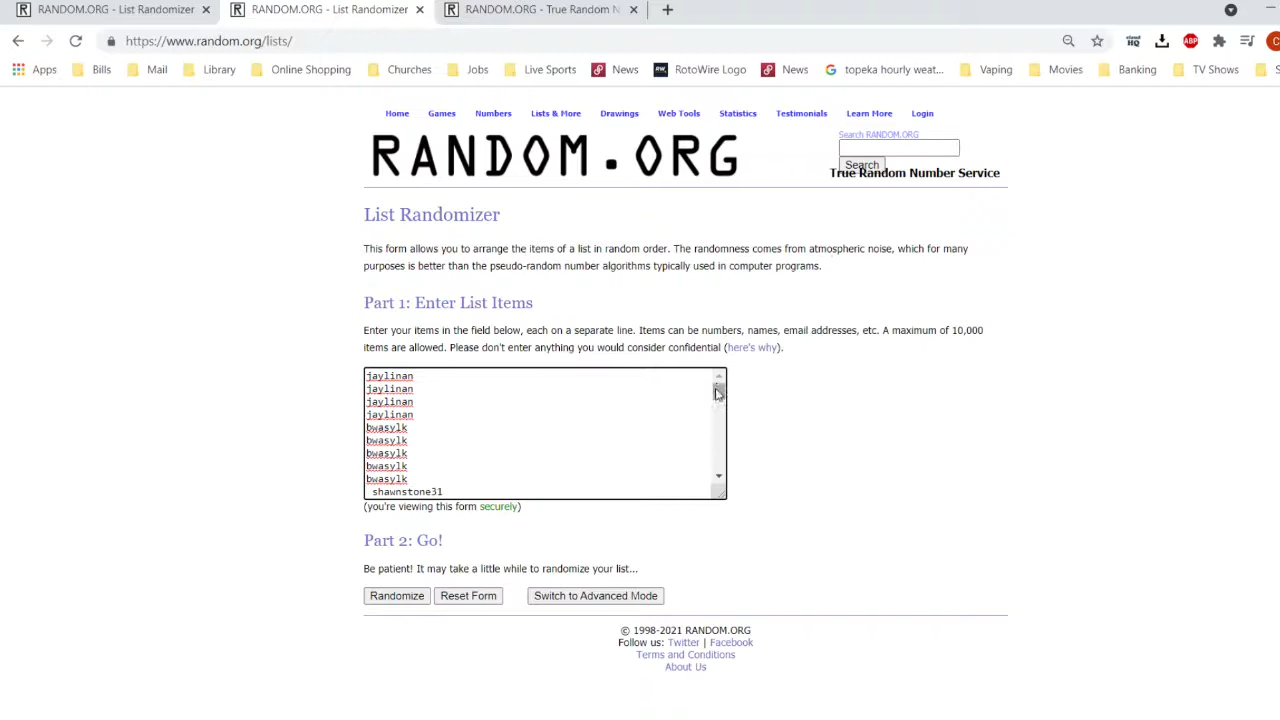 RANDOM.ORG - List Randomizer
RANDOM.ORG - List Randomizer
RANDOM.ORG - True Random N
https://www.random.org/lists/
cloud HQ
ABP
Apps
Bills
Mail
Library
Online Shopping
Churches
Jobs
Live Sports
News
RW
RotoWire Logo
News
topeka hourly weat...
Vaping
Movies
Banking
TV Shows
Home
Games
Numbers
Lists & More
Drawings
Web Tools
Statistics
Testimonials
Learn More
Login
RANDOM.ORG
Search RANDOM.ORG
Search
True Random Number Service
List Randomizer
This form allows you to arrange the items of a list in random order. The randomness comes from atmospheric noise, which for many
purposes is better than the pseudo-random number algorithms typically used in computer programs.
Part 1: Enter List Items
Enter your items in the field below, each on a separate line. Items can be numbers, names, email addresses, etc. A maximum of 10,000
items are allowed. Please don't enter anything you would consider confidential (here's why).
jaylinan
jaylinan
jaylinan
jaylinan
bwasylk
bwasylk
bwasylk
bwasylk
bwasylk
shawnstone31
(you're viewing this form securely)
Part 2: Go!
Be patient! It may take a little while to randomize your list...
Randomize
Reset Form
Switch to Advanced Mode
© 1998-2021 RANDOM.ORG
Follow us: Twitter | Facebook
Terms and Conditions
About Us